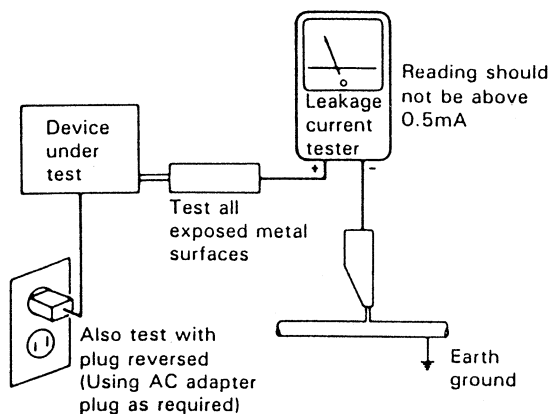 Device
under
test
Leakage
current
tester
+
-
Reading should
not be above
0.5mA
Test all
exposed metal
surfaces
Also test with
plug reversed
(Using AC adapter
plug as required)
Earth
ground